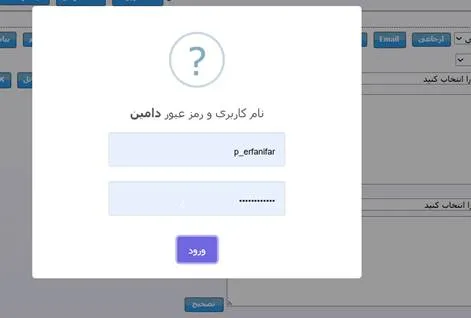 ارجاعی
Email
را انتخاب کنید
?
نام کاربری و رمز عبور دامین
p_erfanifar
••••••••••••
ورود
را انتخاب کنید
تصحیح